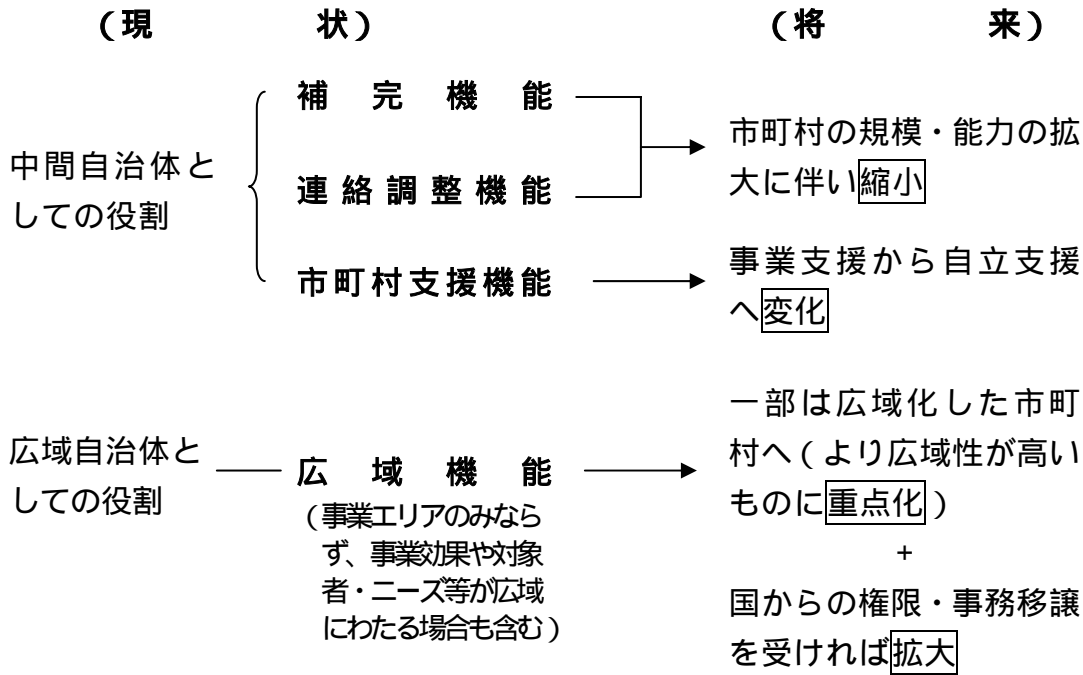 （現状）
（将来）
中間自治体と
しての役割
補完機能
連絡調整機能
市町村支援機能
市町村の規模・能力の拡
大に伴い縮小
事業支援から自立支援
へ変化
広域自治体と
しての役割
広域機能
（事業エリアのみなら
ず、事業効果や対象
者・ニーズ等が広域
にわたる場合も含む）
一部は広域化した市町
村へ（より広域性が高い
ものに重点化）
+
国からの権限・事務移譲
を受ければ拡大